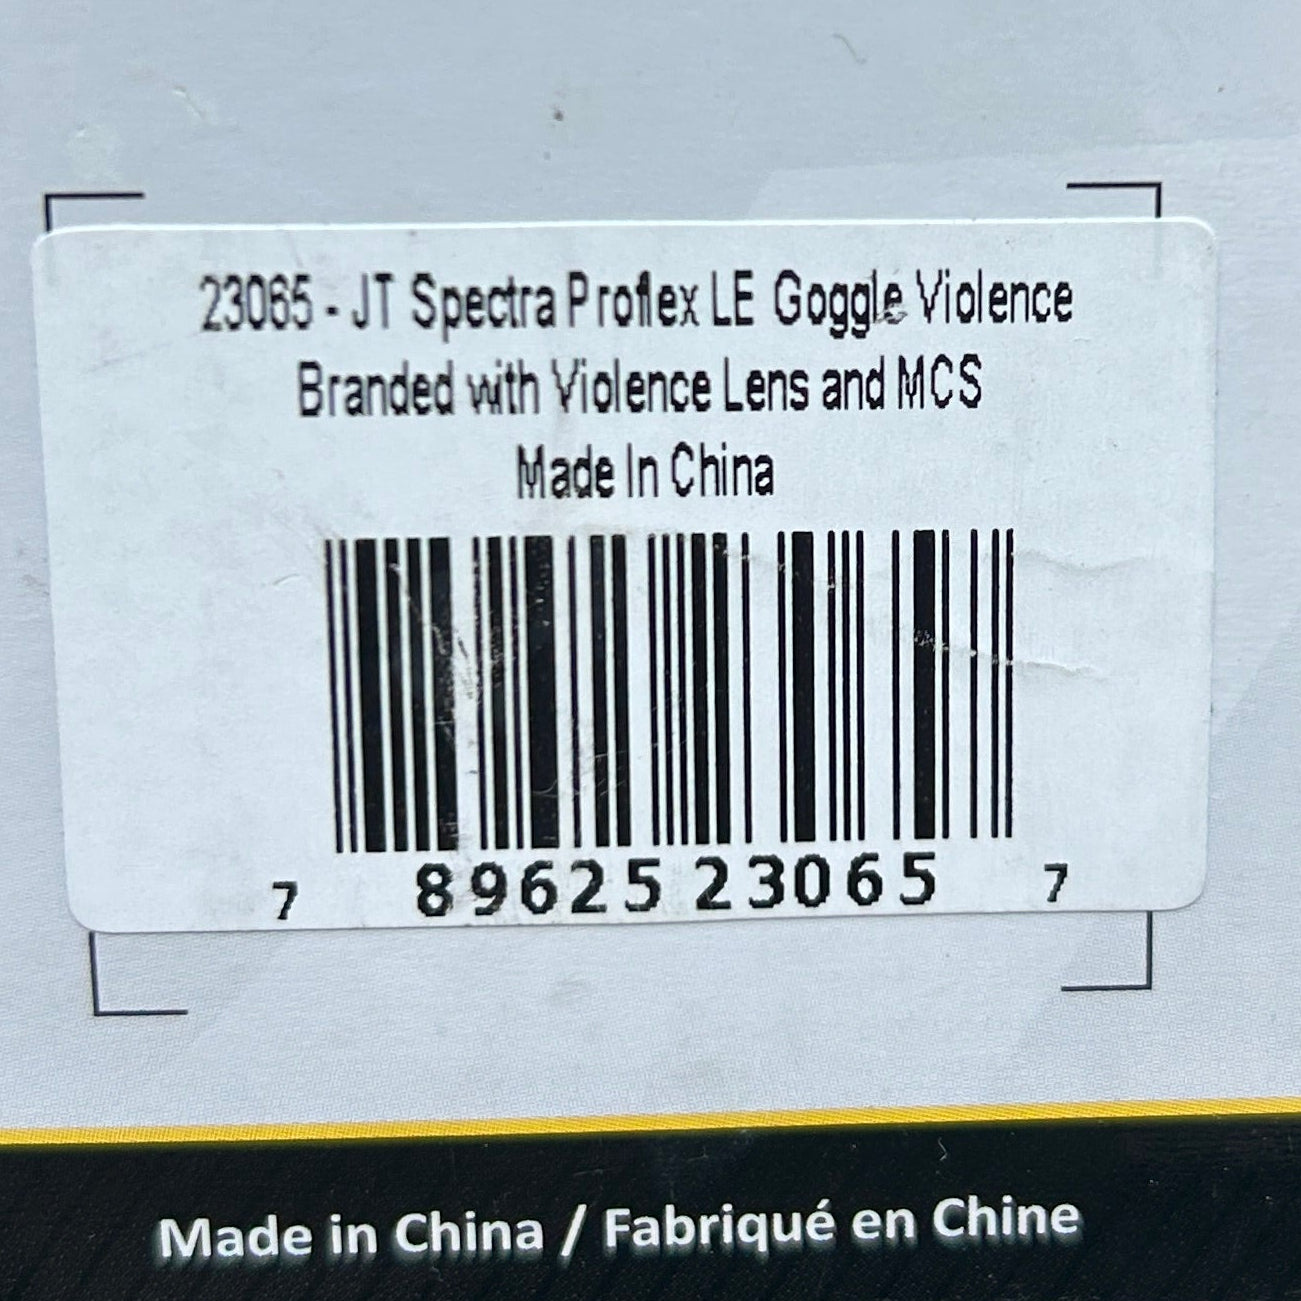 23065 - JT Spectra Proflex LE Goggle Violence
Branded with Violence Lens and MCS
Made In China
7 89625 23065 7
Made in China / Fabriqué en Chine